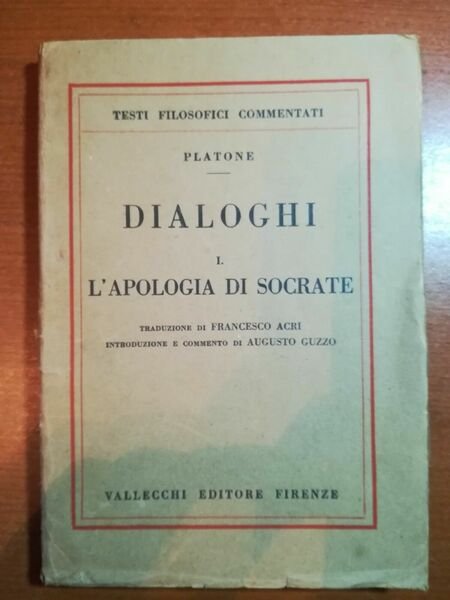 TESTI FILOSOFICI COMMENTATI
PLATONE
DIALOGHI
I.
L'APOLOGIA DI SOCRATE
TRADUZIONE DI FRANCESCO ACRI
INTRODUZIONE E COMMENTO DI AUGUSTO GUZZO
VALLECCHI EDITORE FIRENZE